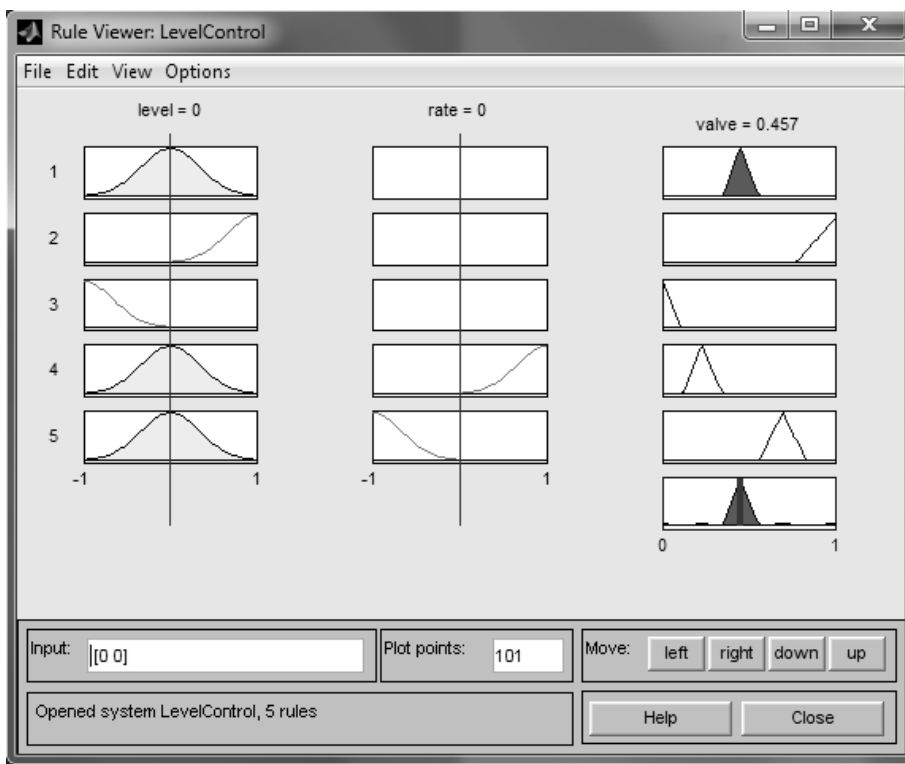 Rule Viewer: LevelControl
File Edit View Options
level = 0
rate = 0
valve = 0.457
1
2
3
4
5
-1 1
-1 1
0 1
Input: [0 0]
Plot points: 101
Move: left right down up
Opened system LevelControl, 5 rules
Help Close